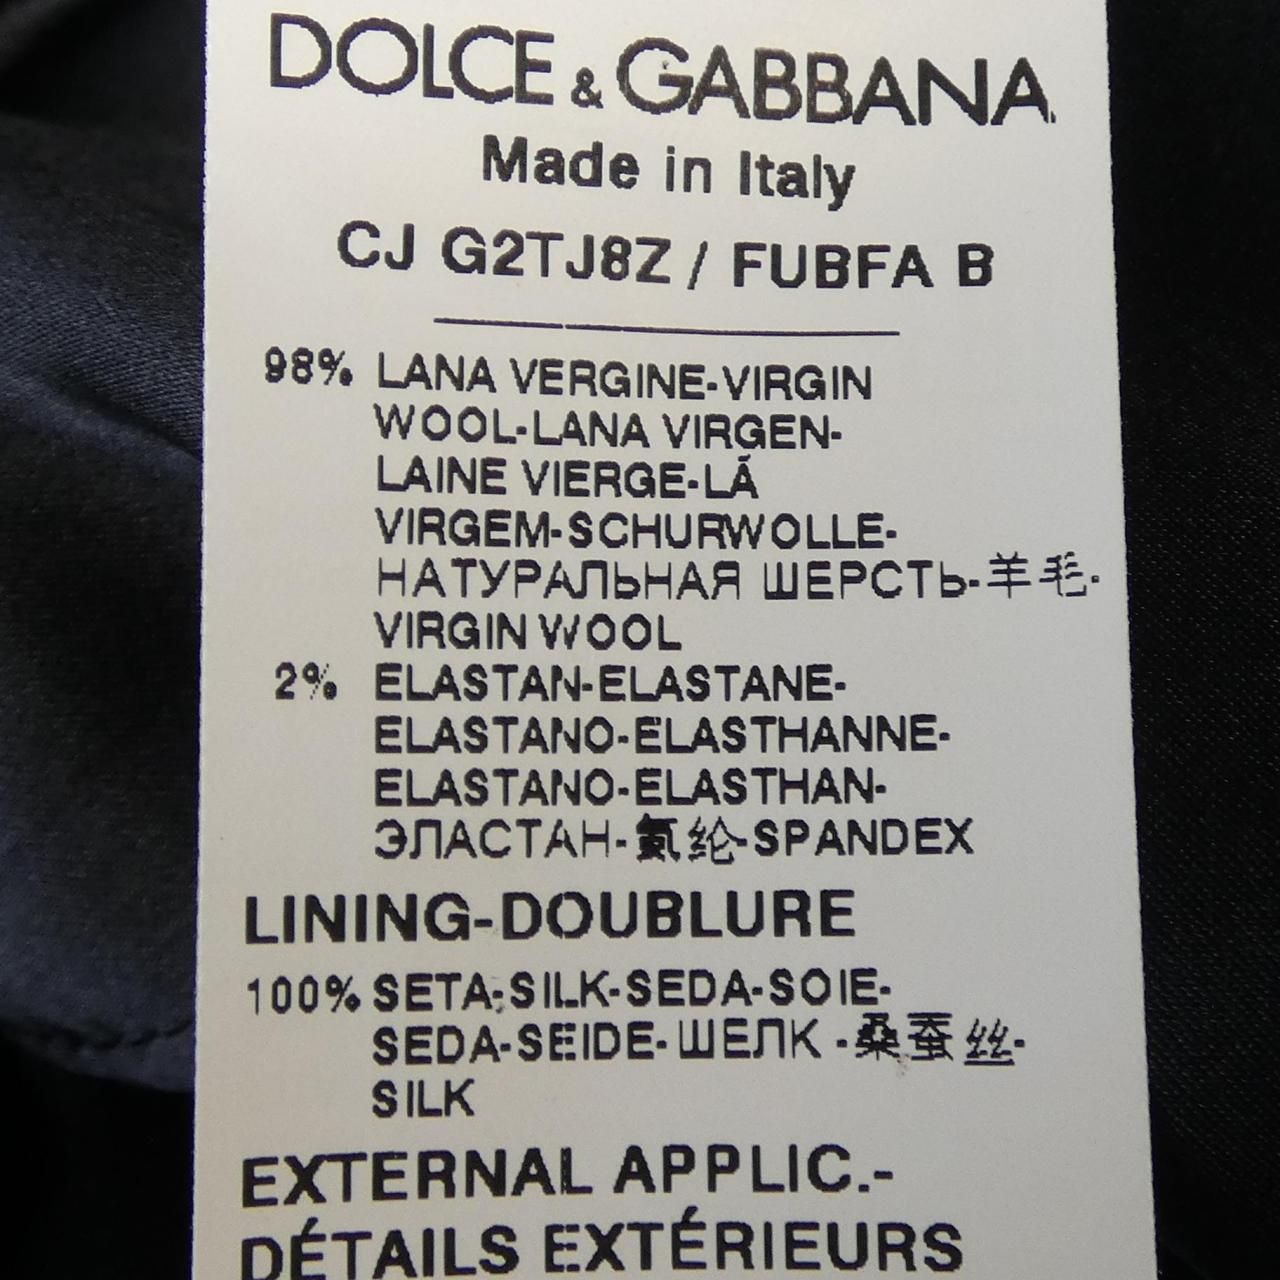 DOLCE & GABBANA
Made in Italy
CJ G2TJ8Z / FUBFA B
98% LANA VERGINE-VIRGIN
WOOL-LANA VIRGEN-
LAINE VIERGE-LÃ
VIRGEM-SCHURWOLLE-
НАТУРАЛЬНАЯ ШЕРСТЬ-羊毛-
VIRGIN WOOL
2% ELASTAN-ELASTANE-
ELASTANO-ELASTHANNE-
ELASTANO-ELASTHAN-
ЭЛАСТАН-氨纶-SPANDEX
LINING-DOUBLURE
100% SETA-SILK-SEDA-SOIE-
SEDA-SEIDE-ШЕЛК -桑蚕丝-
SILK
EXTERNAL APPLIC.-
DÉTAILS EXTÉRIEURS